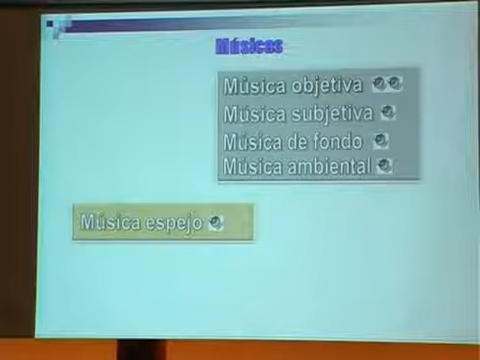 Músicas
Música objetiva
Música subjetiva
Música de fondo
Música ambiental
Música espejo